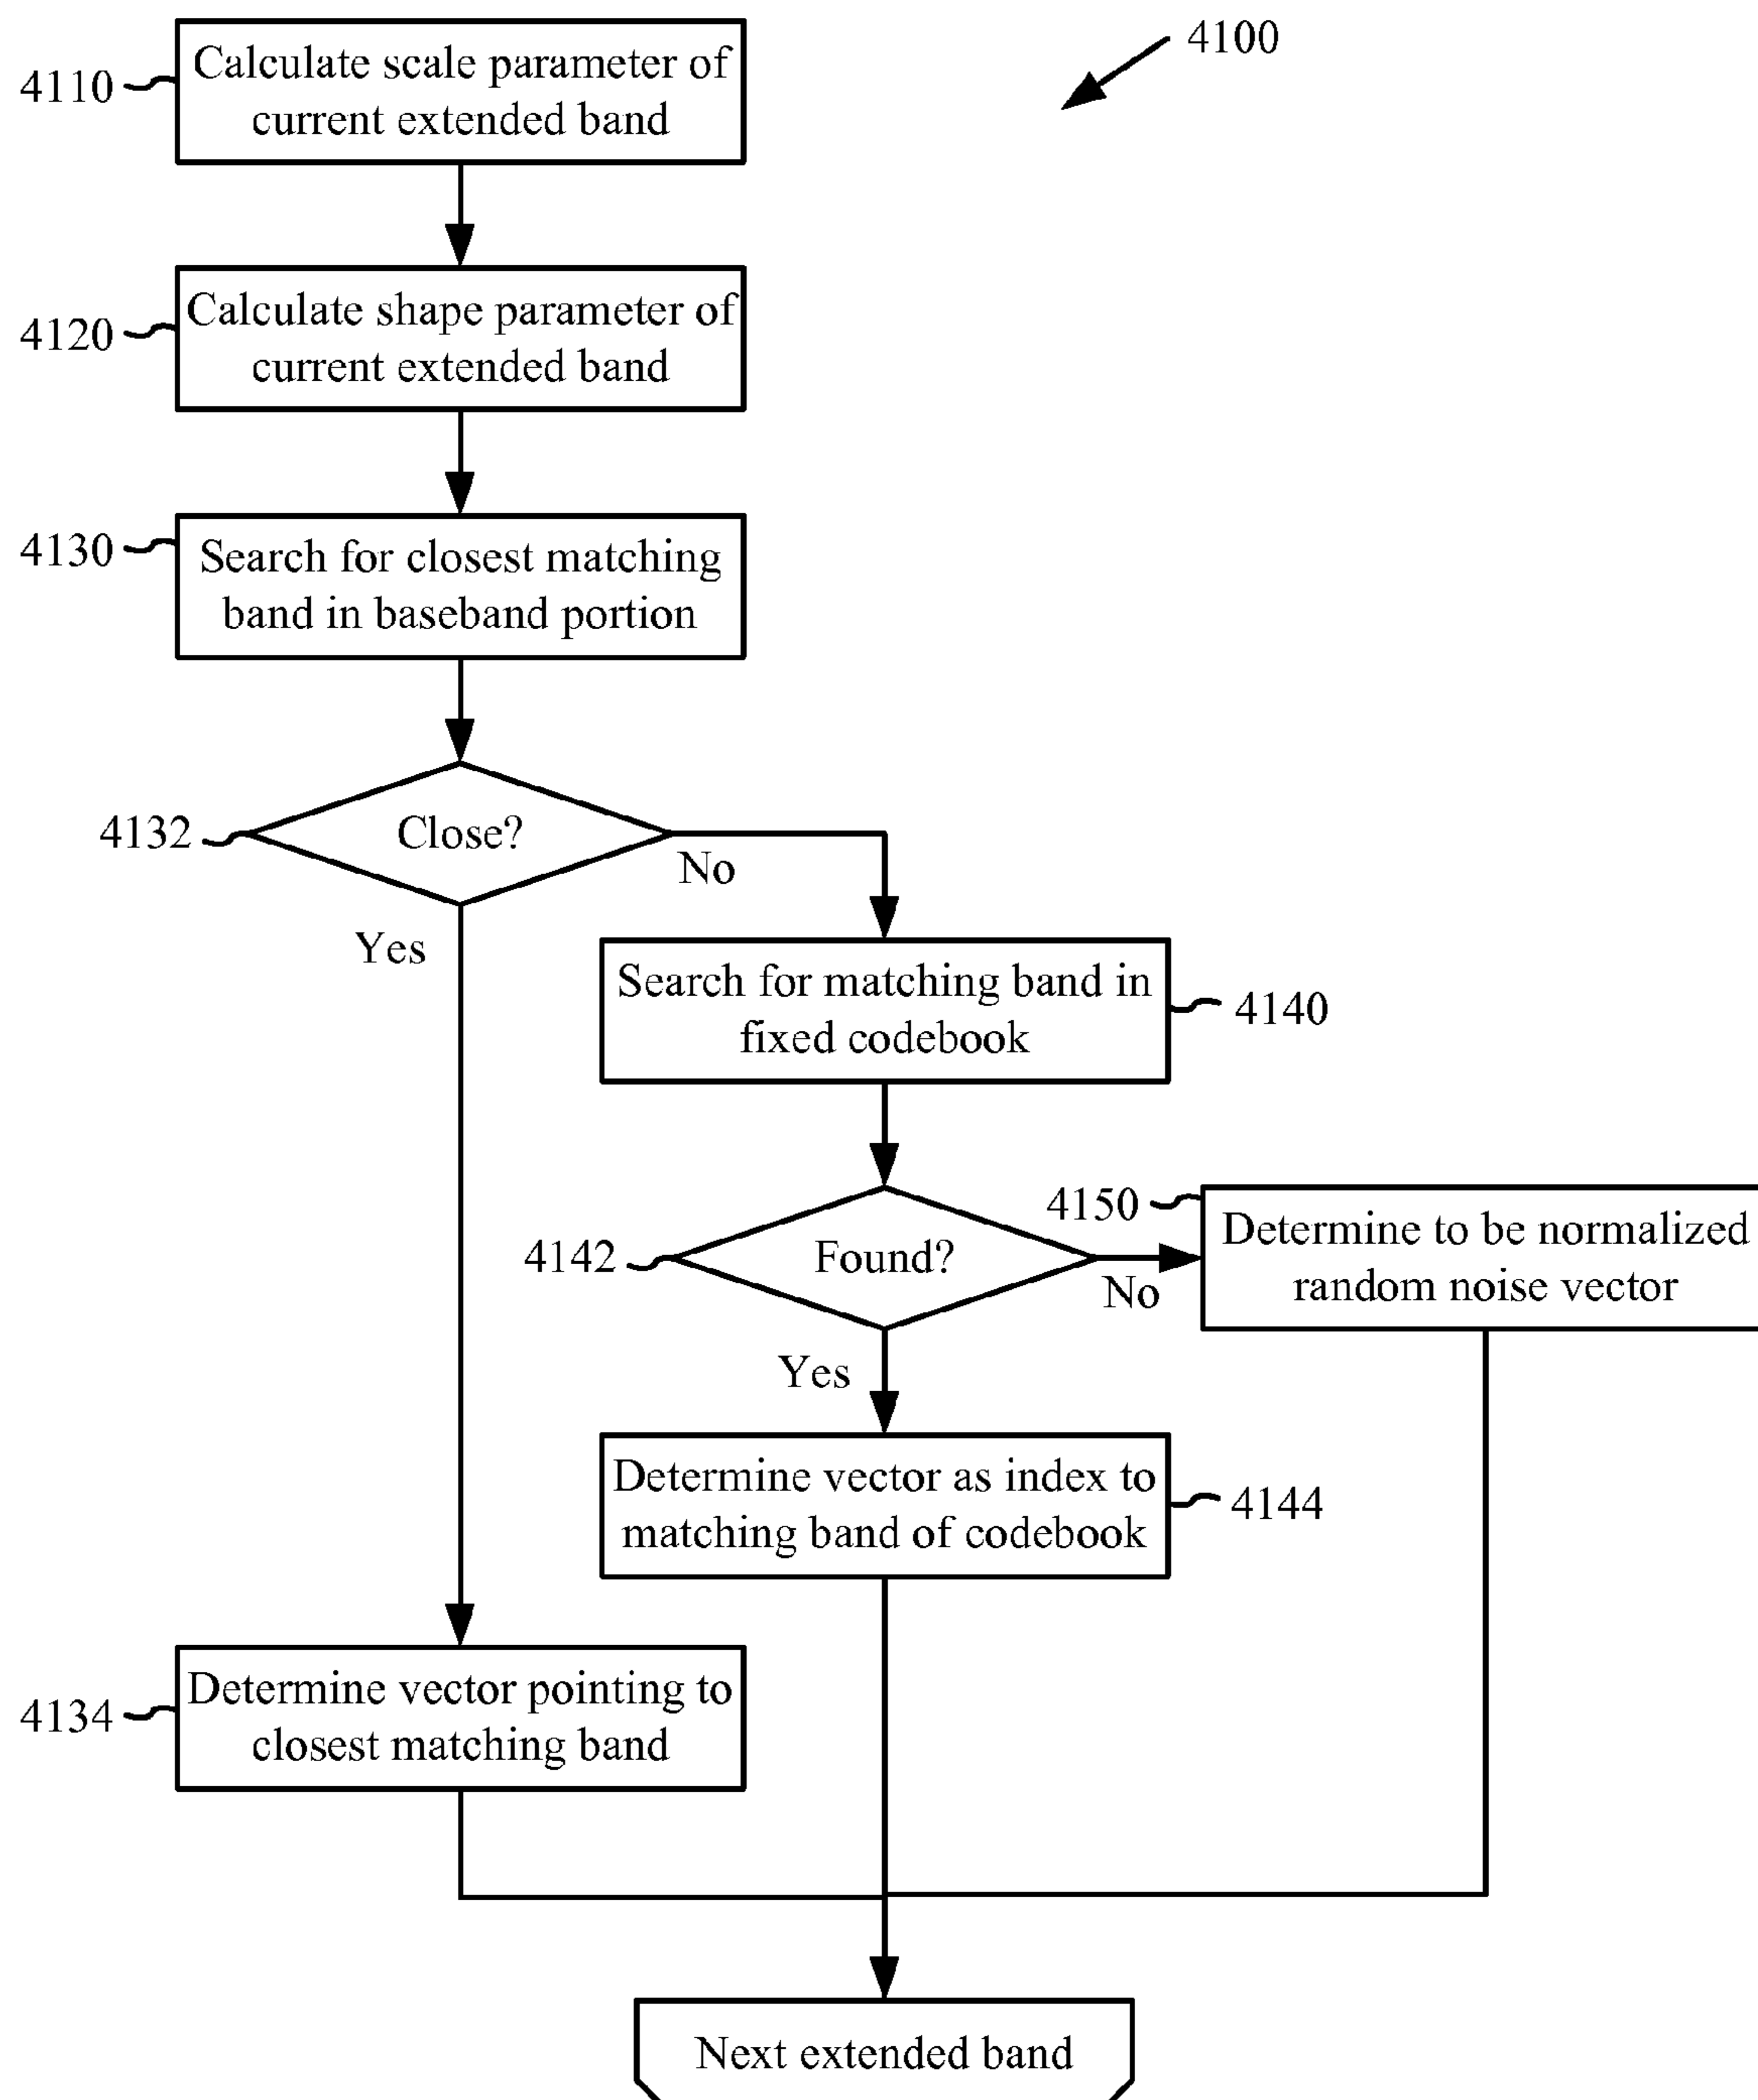 4100
4110
Calculate scale parameter of
current extended band
4120
Calculate shape parameter of
current extended band
4130
Search for closest matching
band in baseband portion
4132
Close?
No
Yes
Search for matching band in
fixed codebook
4140
4142
Found?
No
4150
Determine to be normalized
random noise vector
Yes
Determine vector as index to
matching band of codebook
4144
4134
Determine vector pointing to
closest matching band
Next extended band